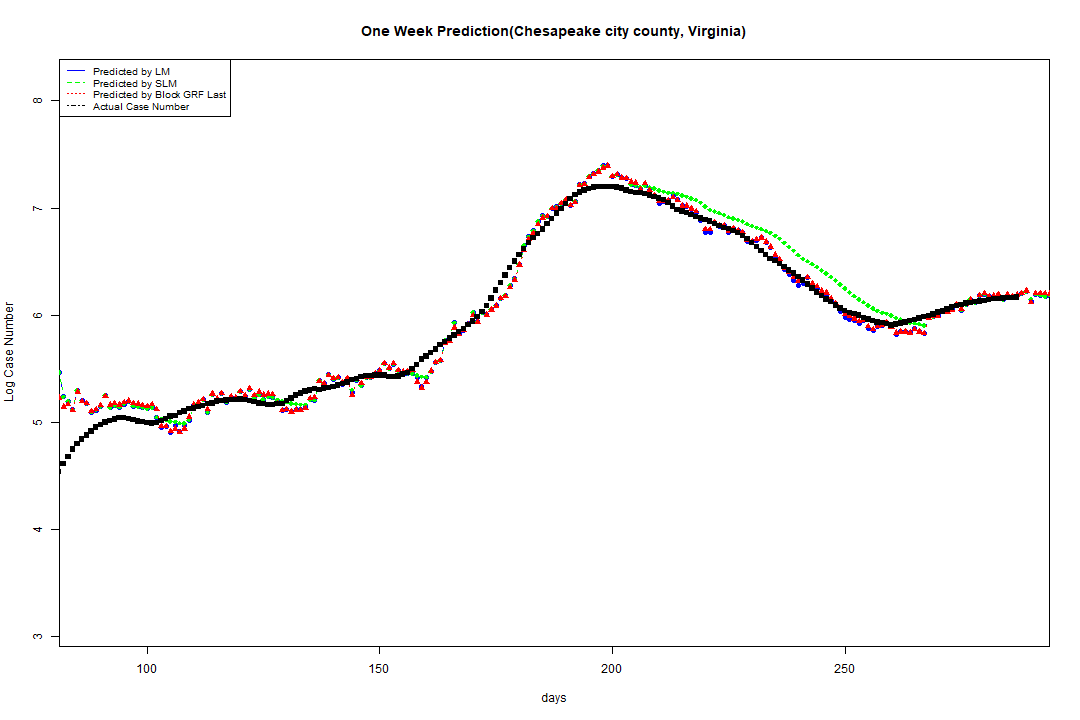 One Week Prediction(Chesapeake city county, Virginia)
Predicted by LM
Predicted by SLM
Predicted by Block GRF Last
Actual Case Number
Log Case Number
8
7
6
5
4
3
100 150 200 250
days